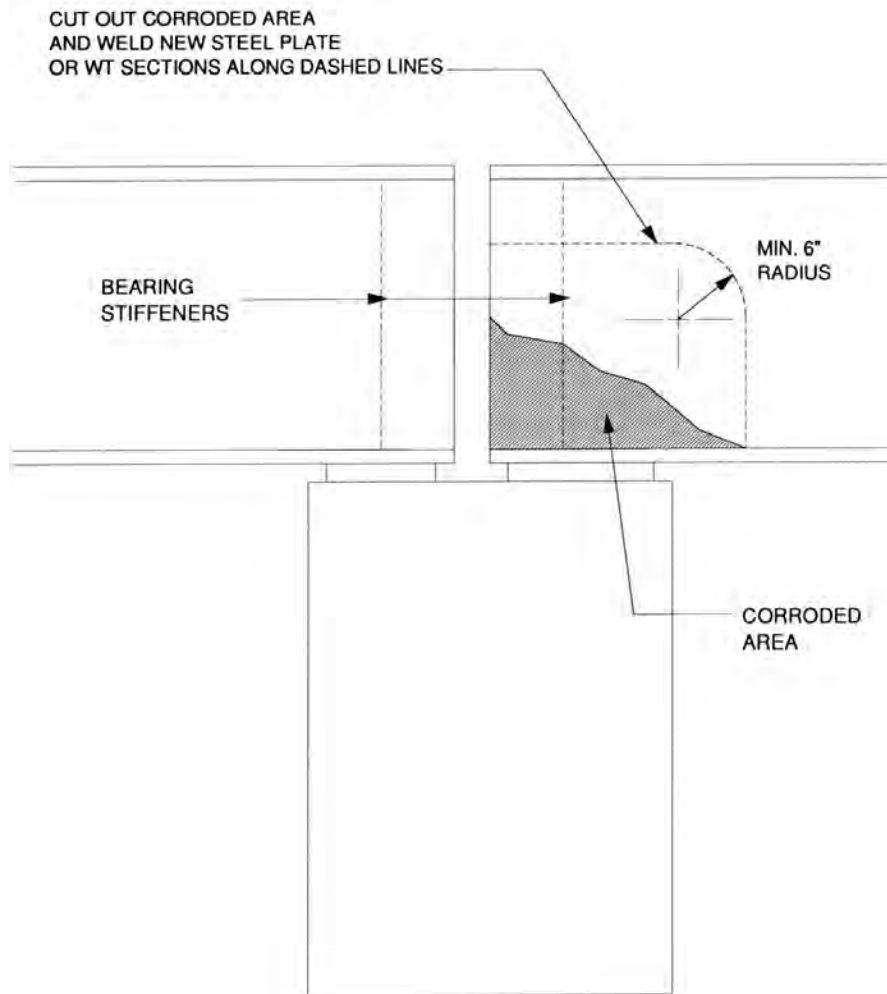 CUT OUT CORRODED AREA
AND WELD NEW STEEL PLATE
OR WT SECTIONS ALONG DASHED LINES
MIN. 6"
RADIUS
BEARING
STIFFENERS
CORRODED
AREA